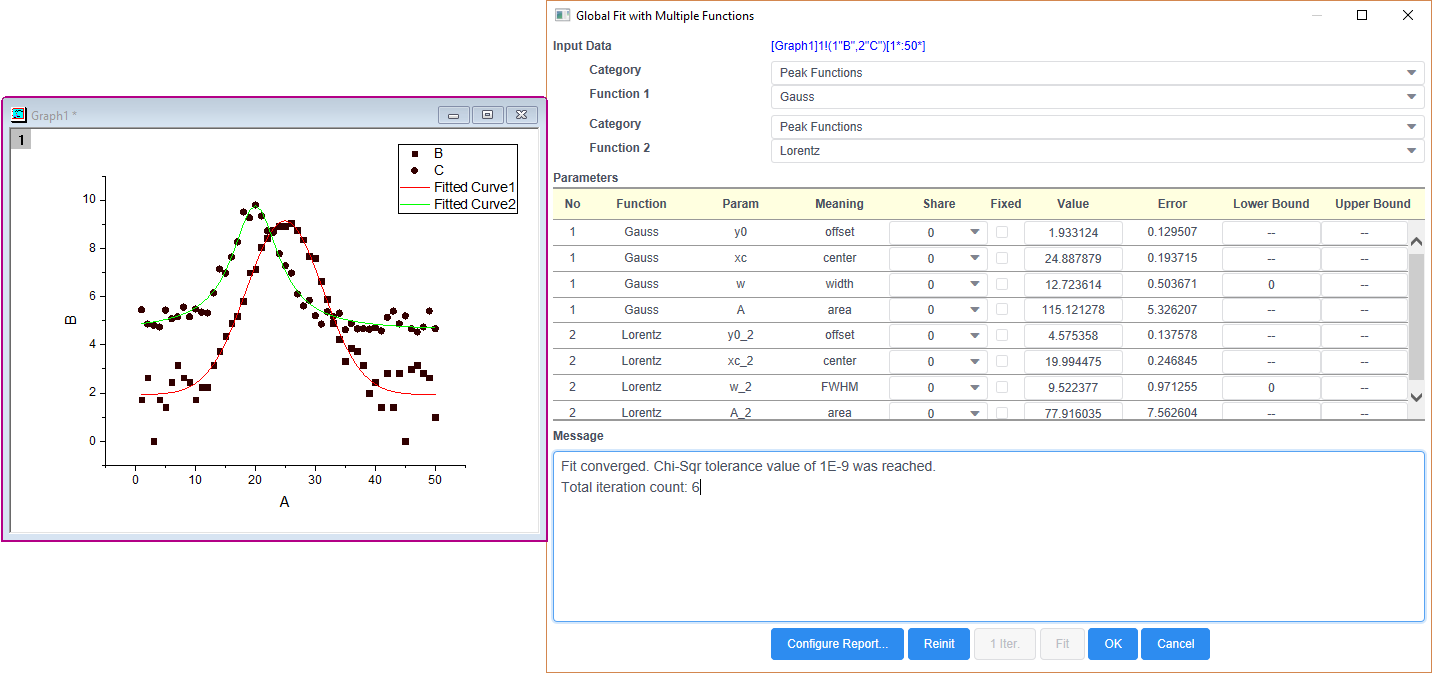 Graph1 *
1
B
C
Fitted Curve1
Fitted Curve2
10
8
6
4
2
0
B
0 10 20 30 40 50
A
Global Fit with Multiple Functions
Input Data [Graph1]1!(1"B",2"C")[1*:50*]
Category Peak Functions
Function 1 Gauss
Category Peak Functions
Function 2 Lorentz
Parameters
No Function Param Meaning Share Fixed Value Error Lower Bound Upper Bound
1 Gauss y0 offset 0 1.933124 0.129507 -- --
1 Gauss xc center 0 24.887879 0.193715 -- --
1 Gauss w width 0 12.723614 0.503671 0 --
1 Gauss A area 0 115.121278 5.326207 -- --
2 Lorentz y0_2 offset 0 4.575358 0.137578 -- --
2 Lorentz xc_2 center 0 19.994475 0.246845 -- --
2 Lorentz w_2 FWHM 0 9.522377 0.971255 0 --
2 Lorentz A_2 area 0 77.916035 7.562604 -- --
Message
Fit converged. Chi-Sqr tolerance value of 1E-9 was reached.
Total iteration count: 6
Configure Report... Reinit 1 Iter. Fit OK Cancel